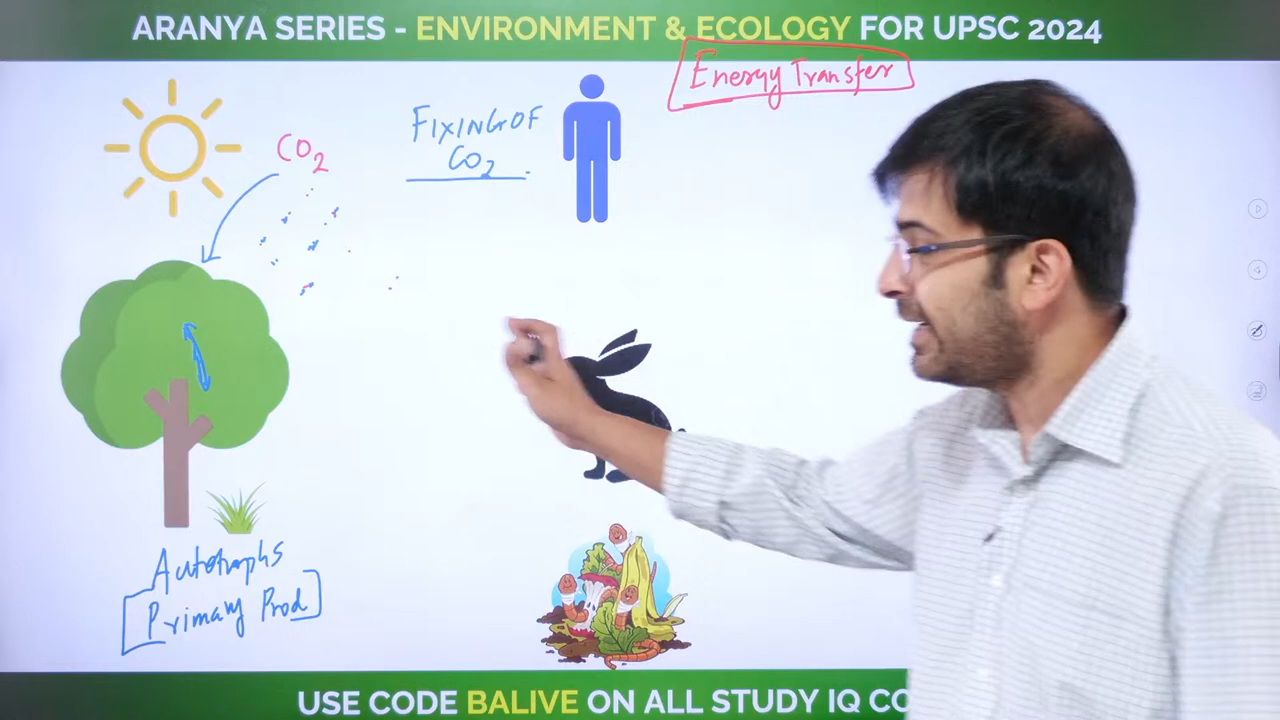 ARANYA SERIES - ENVIRONMENT & ECOLOGY FOR UPSC 2024
Energy Transfer
CO2
FIXING OF
CO2
Autotrophs
Primary Prod
USE CODE BALIVE ON ALL STUDY IQ CO